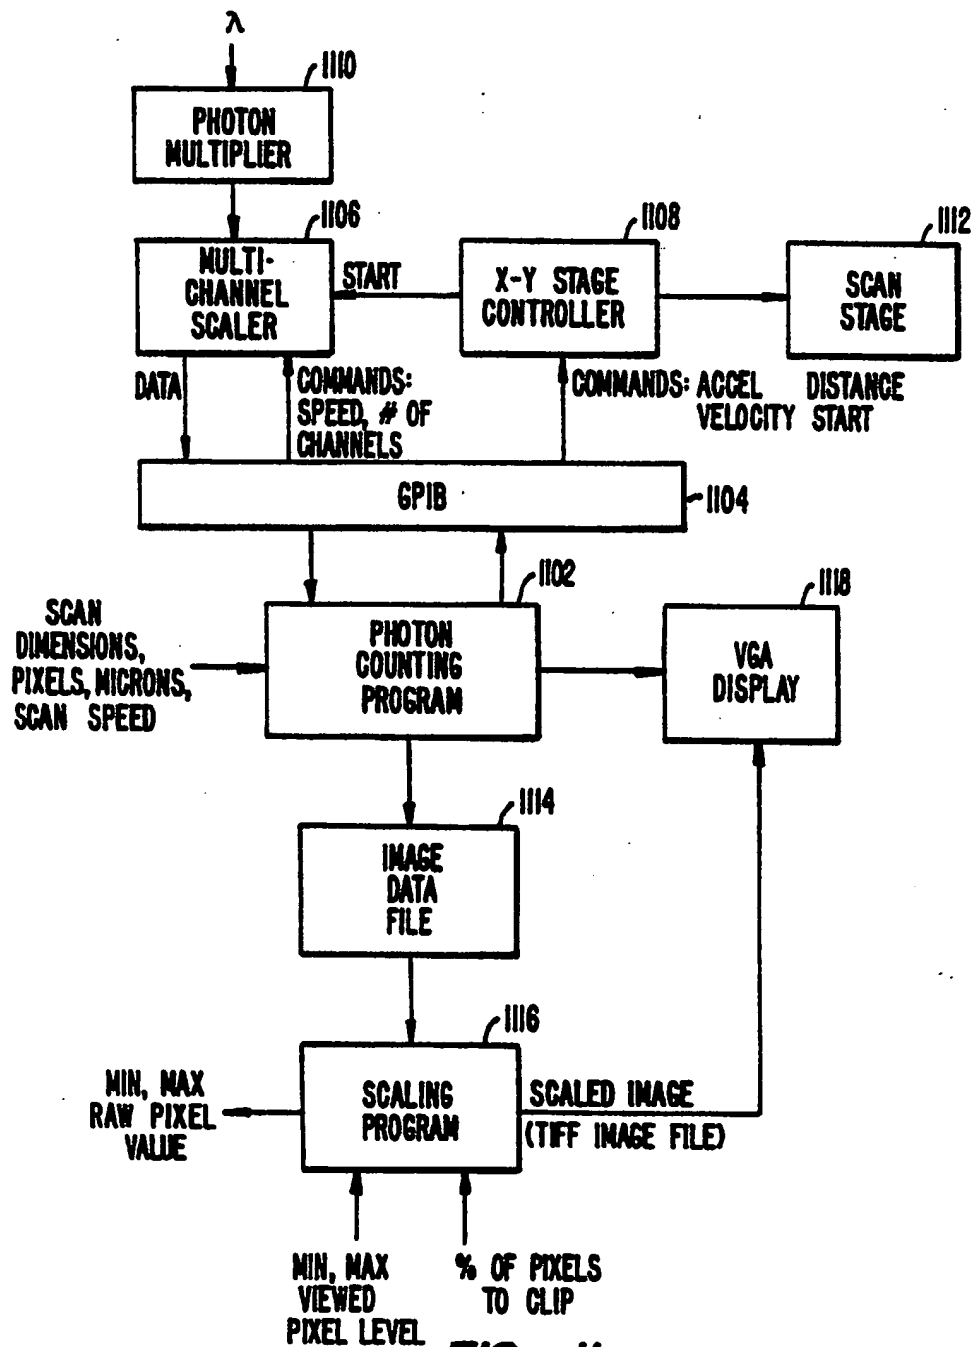 λ
1110
PHOTON
MULTIPLIER
1106
MULTI-
CHANNEL
SCALER
START
1108
X-Y STAGE
CONTROLLER
1112
SCAN
STAGE
DATA
COMMANDS:
SPEED, # OF
CHANNELS
COMMANDS: ACCEL DISTANCE
VELOCITY START
GPIB
1104
1102
SCAN
DIMENSIONS,
PIXELS, MICRONS,
SCAN SPEED
PHOTON
COUNTING
PROGRAM
1118
VGA
DISPLAY
1114
IMAGE
DATA
FILE
1116
MIN, MAX
RAW PIXEL
VALUE
SCALING
PROGRAM
SCALED IMAGE
(TIFF IMAGE FILE)
MIN, MAX
VIEWED
PIXEL LEVEL
% OF PIXELS
TO CLIP